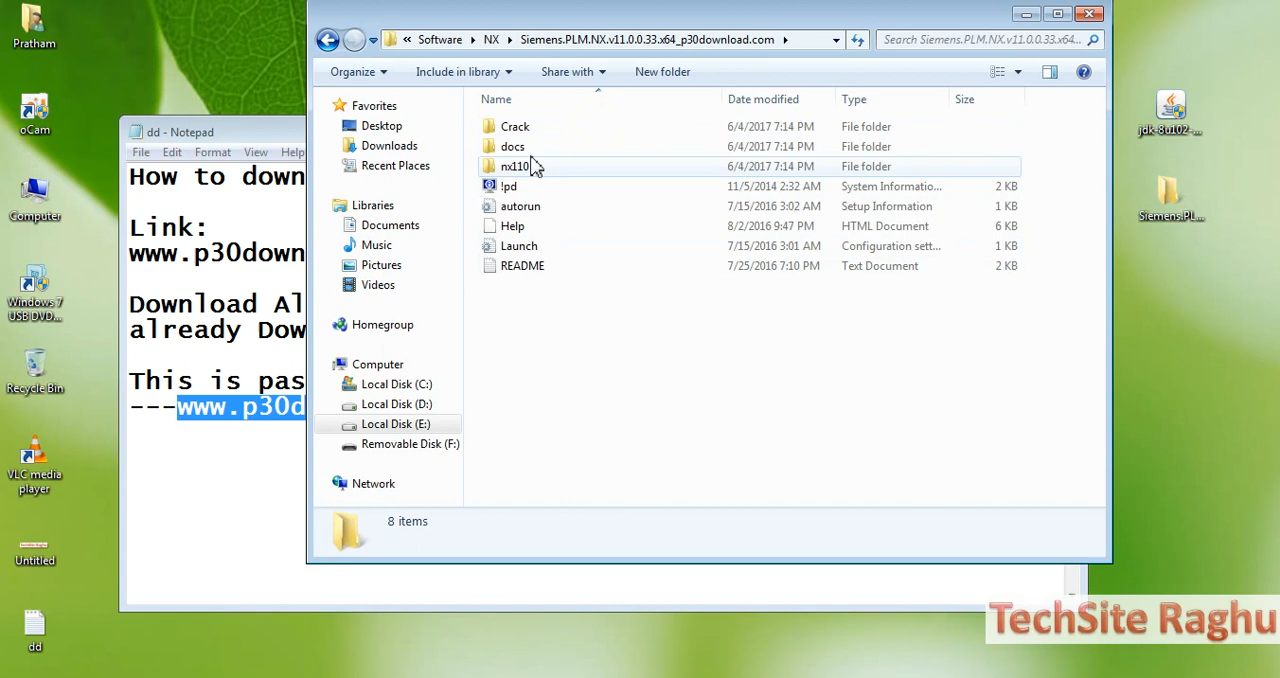 Pratham
oCam
Computer
Windows 7
USB DVD...
Recycle Bin
VLC media
player
Untitled
dd
dd - Notepad
File Edit Format View Help
How to down
Link:
www.p30down
Download Al
already Dow
This is pas
---www.p30d
« Software NX Siemens.PLM.NX.v11.0.0.33.x64_p30download.com
Search Siemens.PLM.NX.v11.0.0.33.x64...
Organize Include in library Share with New folder
Favorites
Desktop
Downloads
Recent Places
Libraries
Documents
Music
Pictures
Videos
Homegroup
Computer
Local Disk (C:)
Local Disk (D:)
Local Disk (E:)
Removable Disk (F:)
Network
Name Date modified Type Size
Crack 6/4/2017 7:14 PM File folder
docs 6/4/2017 7:14 PM File folder
nx110 6/4/2017 7:14 PM File folder
!pd 11/5/2014 2:32 AM System Informatio... 2 KB
autorun 7/15/2016 3:02 AM Setup Information 1 KB
Help 8/2/2016 9:47 PM HTML Document 6 KB
Launch 7/15/2016 3:01 AM Configuration sett... 1 KB
README 7/25/2016 7:10 PM Text Document 2 KB
8 items
jdk-8u102-...
Siemens.PL...
TechSite Raghu